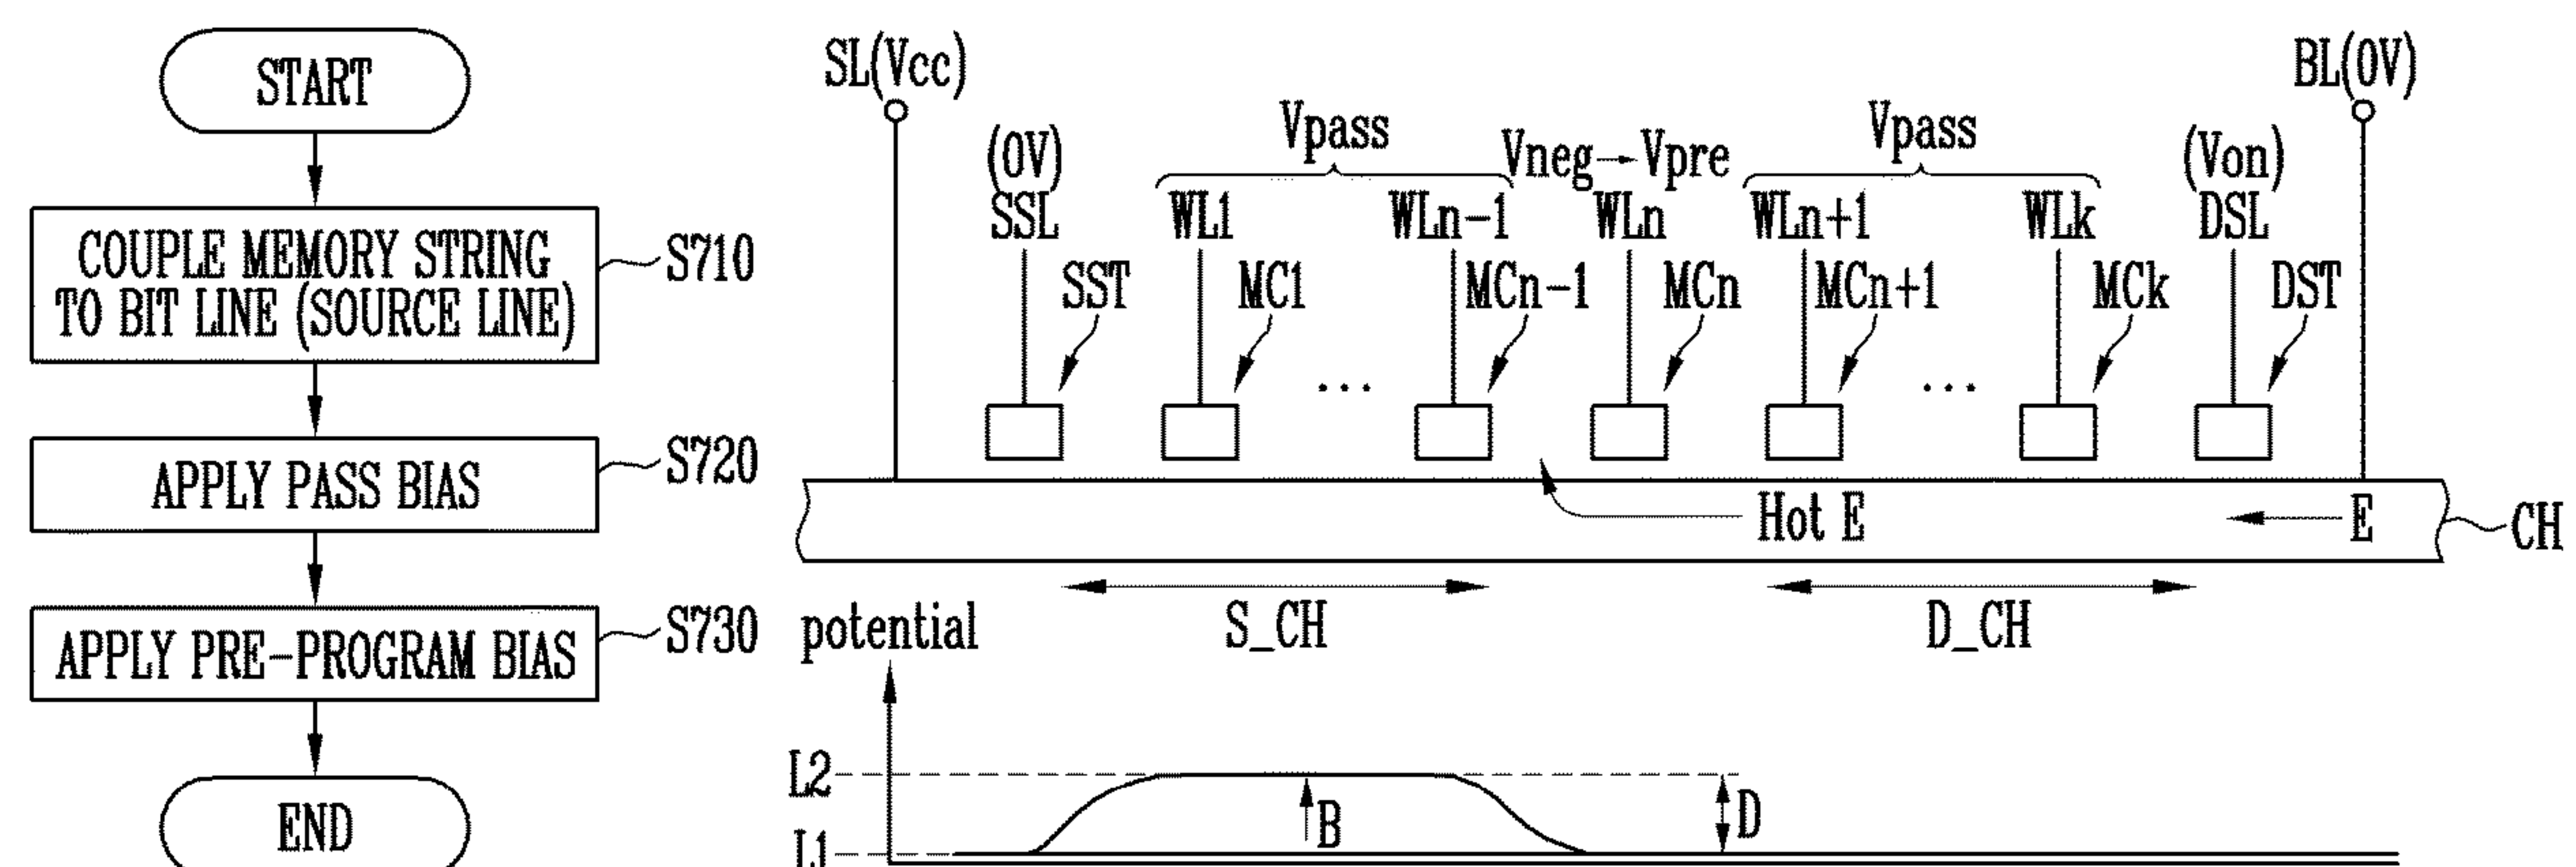 START
COUPLE MEMORY STRING
TO BIT LINE (SOURCE LINE)
S710
APPLY PASS BIAS
S720
APPLY PRE-PROGRAM BIAS
S730
END
SL(Vcc)
BL(0V)
(0V)
Vpass
Vneg→Vpre
Vpass
(Von)
SSL
WL1
WLn-1
WLn
WLn+1
WLk
DSL
SST
MC1
MCn-1
MCn
MCn+1
MCk
DST
...
...
Hot E
E
CH
S_CH
D_CH
potential
L2
B
D
L1